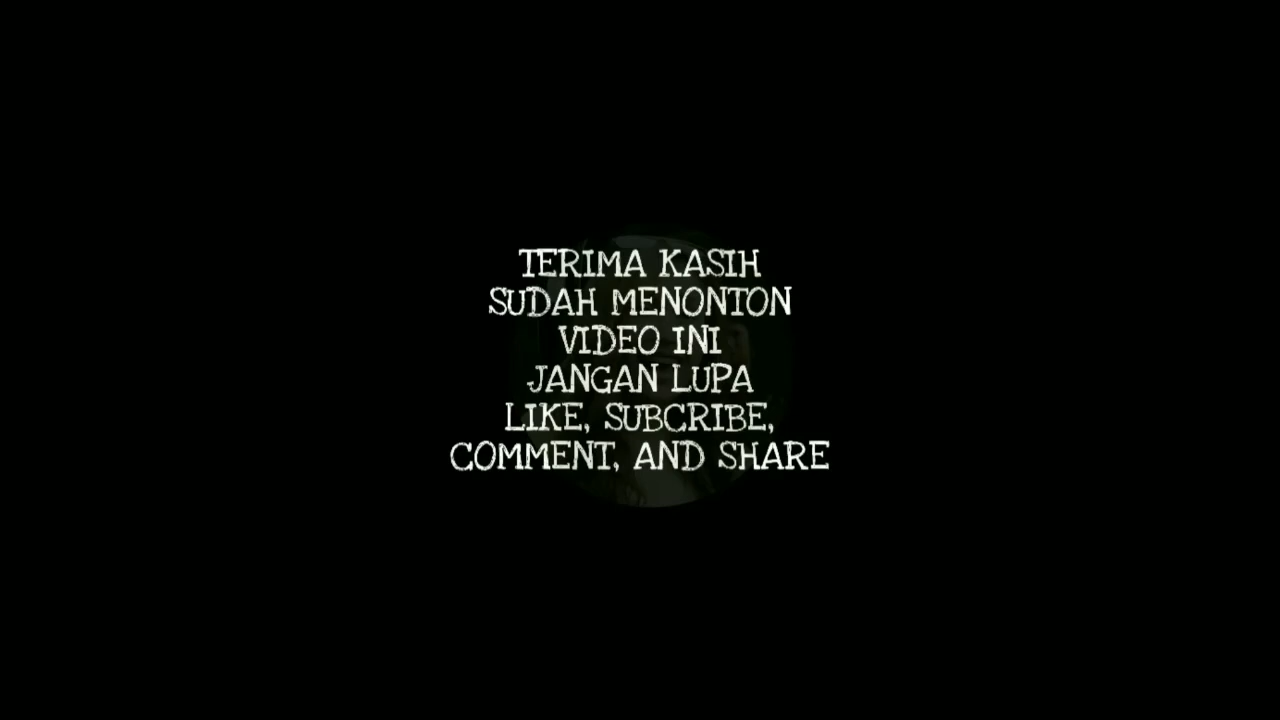 TERIMA KASIH
SUDAH MENONTON
VIDEO INI
JANGAN LUPA
LIKE, SUBCRIBE,
COMMENT, AND SHARE